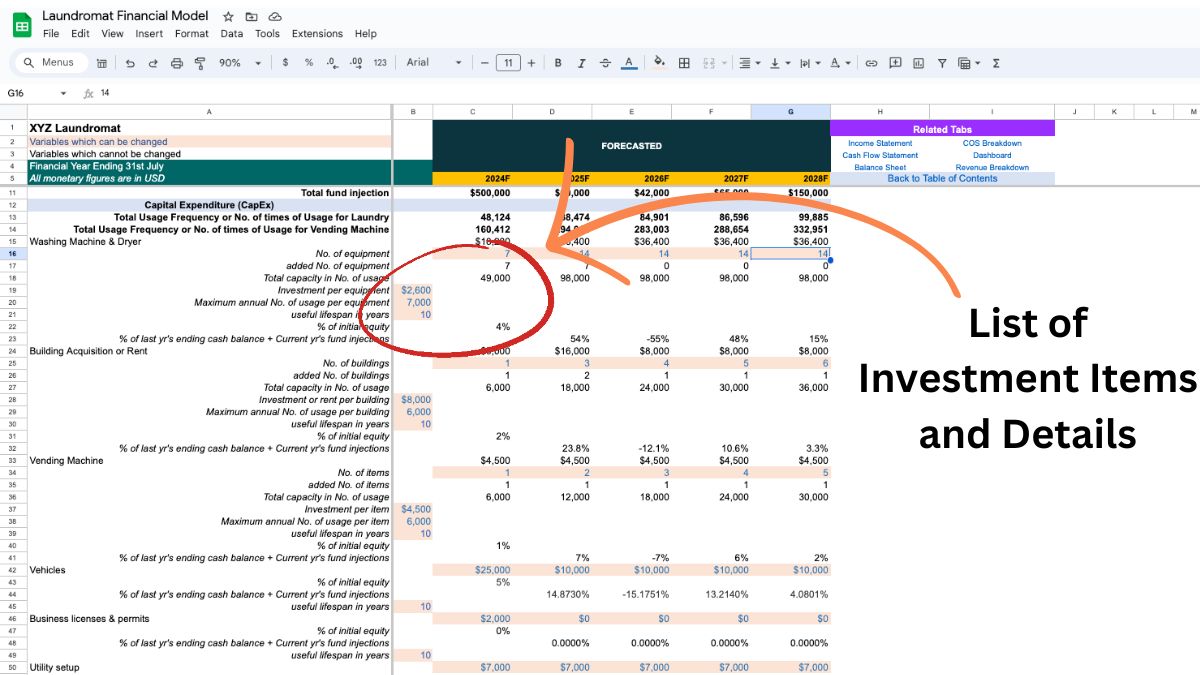 Laundromat Financial Model
File Edit View Insert Format Data Tools Extensions Help
Menus 90% $ % .0 .00 123 Arial 11 B I A
G16 fx 14
A B C D E F G H I J K L M
1 XYZ Laundromat FORECASTED Related Tabs
2 Variables which can be changed Income Statement COS Breakdown
3 Variables which cannot be changed Cash Flow Statement Dashboard
4 Financial Year Ending 31st July Balance Sheet Revenue Breakdown
5 All monetary figures are in USD 2024F 2026F 2027F 2028F Back to Table of Contents
11 Total fund injection $500,000 $42,000 $150,000
12 Capital Expenditure (CapEx)
13 Total Usage Frequency or No. of times of Usage for Laundry 48,124 84,901 86,596 99,885
14 Total Usage Frequency or No. of times of Usage for Vending Machine 160,412 283,003 288,654 332,951
15 Washing Machine & Dryer $36,400 $36,400 $36,400
16 No. of equipment 7 14 14 14 14
17 added No. of equipment 7 7 0 0 0
18 Total capacity in No. of usage 49,000 98,000 98,000 98,000 98,000
19 Investment per equipment $2,600
20 Maximum annual No. of usage per equipment 7,000
21 useful lifespan in years 10
22 % of initial equity 4%
23 % of last yr's ending cash balance + Current yr's fund injections 54% -55% 48% 15%
24 Building Acquisition or Rent $16,000 $8,000 $8,000 $8,000
25 No. of buildings 1 3 4 5 6
26 added No. of buildings 1 2 1 1 1
27 Total capacity in No. of usage 6,000 18,000 24,000 30,000 36,000
28 Investment or rent per building $8,000
29 Maximum annual No. of usage per building 6,000
30 useful lifespan in years 10
31 % of initial equity 2%
32 % of last yr's ending cash balance + Current yr's fund injections 23.8% -12.1% 10.6% 3.3%
33 Vending Machine $4,500 $4,500 $4,500 $4,500 $4,500
34 No. of items 1 2 3 4 5
35 added No. of items 1 1 1 1 1
36 Total capacity in No. of usage 6,000 12,000 18,000 24,000 30,000
37 Investment per item $4,500
38 Maximum annual No. of usage per item 6,000
39 useful lifespan in years 10
40 % of initial equity 1%
41 % of last yr's ending cash balance + Current yr's fund injections 7% -7% 6% 2%
42 Vehicles $25,000 $10,000 $10,000 $10,000 $10,000
43 % of initial equity 5%
44 % of last yr's ending cash balance + Current yr's fund injections 14.8730% -15.1751% 13.2140% 4.0801%
45 useful lifespan in years 10
46 Business licenses & permits $2,000 $0 $0 $0 $0
47 % of initial equity 0%
48 % of last yr's ending cash balance + Current yr's fund injections 0.0000% 0.0000% 0.0000% 0.0000%
49 useful lifespan in years 10
50 Utility setup $7,000 $7,000 $7,000 $7,000 $7,000
List of
Investment Items
and Details